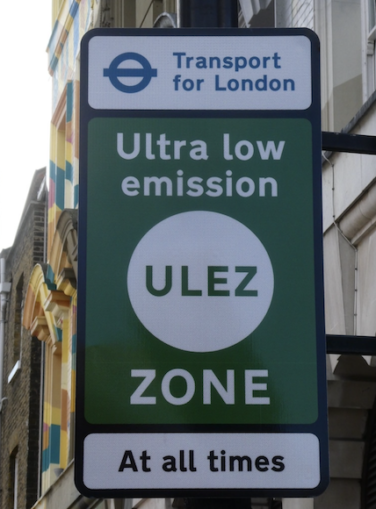 Transport
for London
Ultra low
emission
ULEZ
ZONE
At all times